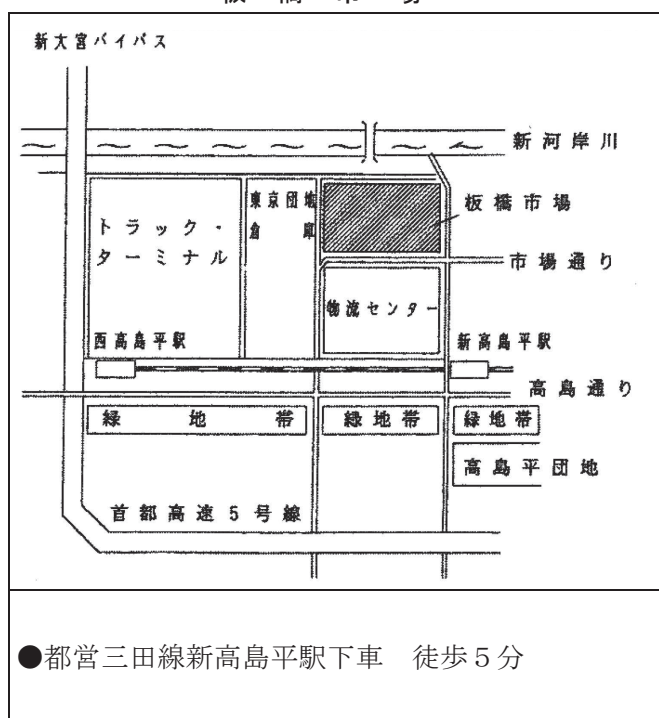 新大宮バイパス
新河岸川
東京団地
倉庫
板橋市場
トラック・
ターミナル
市場通り
物流センター
西高島平駅
新高島平駅
高島通り
緑地帯
緑地帯
緑地帯
高島平団地
首都高速5号線
●都営三田線新高島平駅下車 徒歩5分